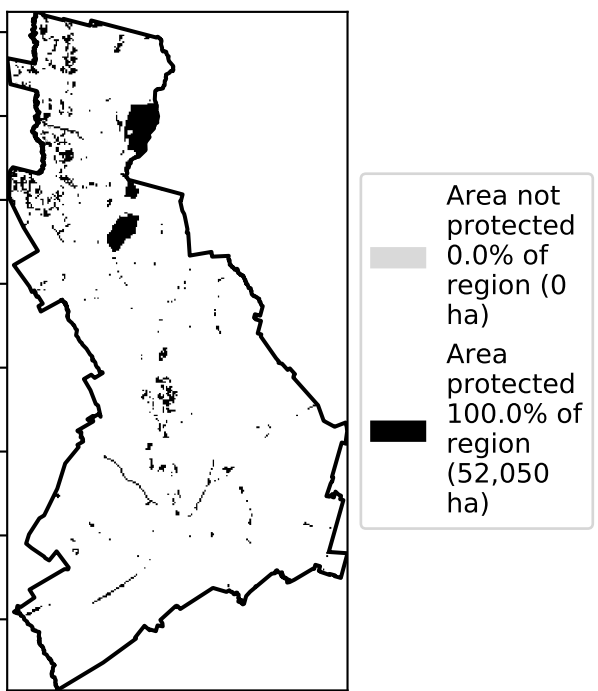 Area not
protected
0.0% of
region (0
ha)
Area
protected
100.0% of
region
(52,050
ha)